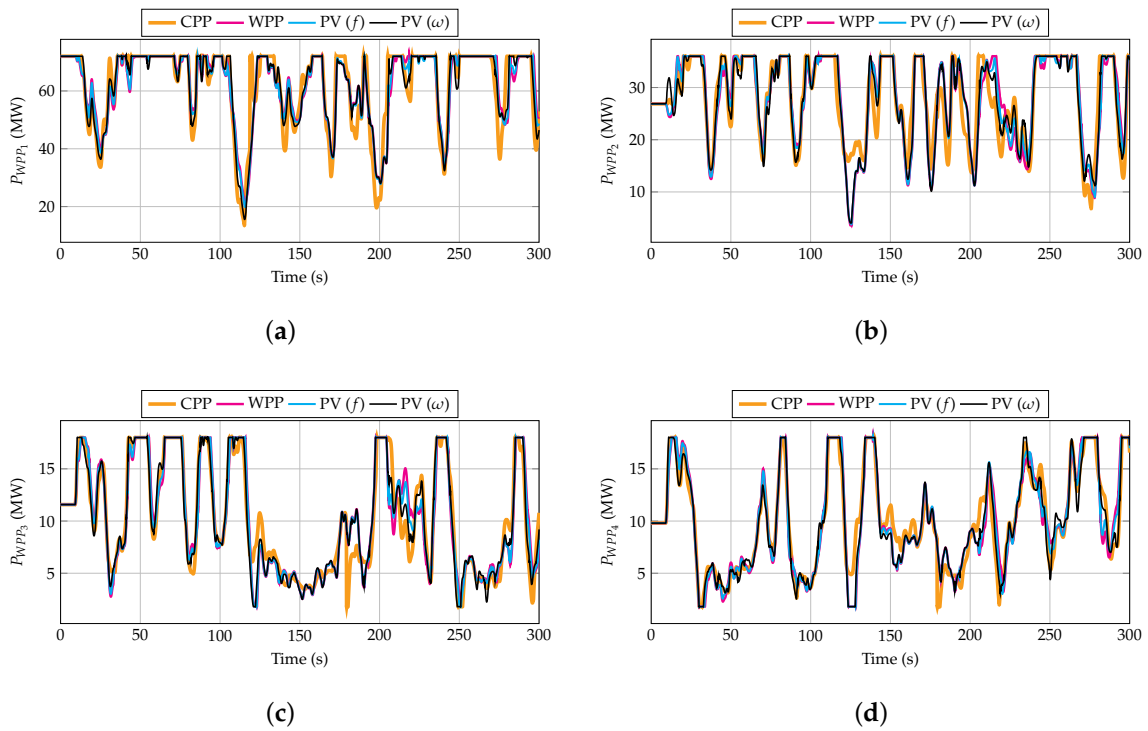 CPP WPP PV (f) PV (ω)
CPP WPP PV (f) PV (ω)
60
40
20
P_WPP1 (MW)
0 50 100 150 200 250 300
Time (s)
30
20
10
P_WPP2 (MW)
0 50 100 150 200 250 300
Time (s)
(a)
(b)
CPP WPP PV (f) PV (ω)
CPP WPP PV (f) PV (ω)
15
10
5
P_WPP3 (MW)
0 50 100 150 200 250 300
Time (s)
15
10
5
P_WPP4 (MW)
0 50 100 150 200 250 300
Time (s)
(c)
(d)